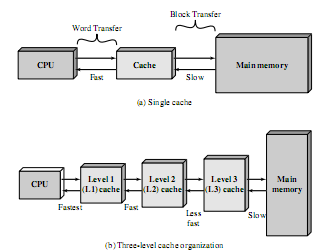 Block Transfer
Word Transfer
CPU
Cache
Main memory
Fast
Slow
(a) Single cache
Level 1
(L1) cache
Level 2
(L2) cache
Level 3
(L3) cache
Main
memory
CPU
Fastest
Fast
Less
fast
Slow
(b) Three-level cache organization